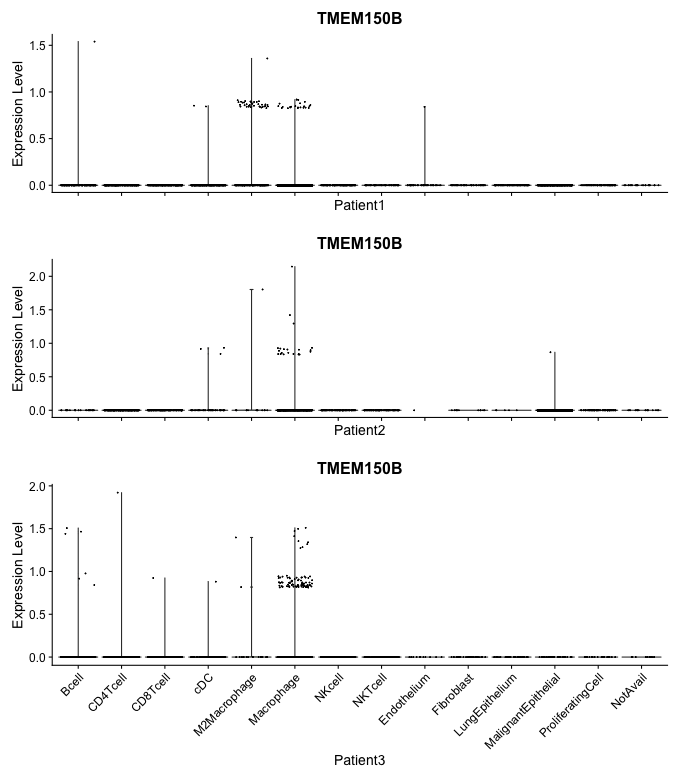 TMEM150B
Expression Level
1.5
1.0
0.5
0.0
Patient1
TMEM150B
Expression Level
2.0
1.5
1.0
0.5
0.0
Patient2
TMEM150B
Expression Level
2.0
1.5
1.0
0.5
0.0
Bcell
CD4Tcell
CD8Tcell
cDC
M2Macrophage
Macrophage
NKcell
NKTcell
Endothelium
Fibroblast
LungEpithelium
MalignantEpithelial
ProliferatingCell
NotAvail
Patient3